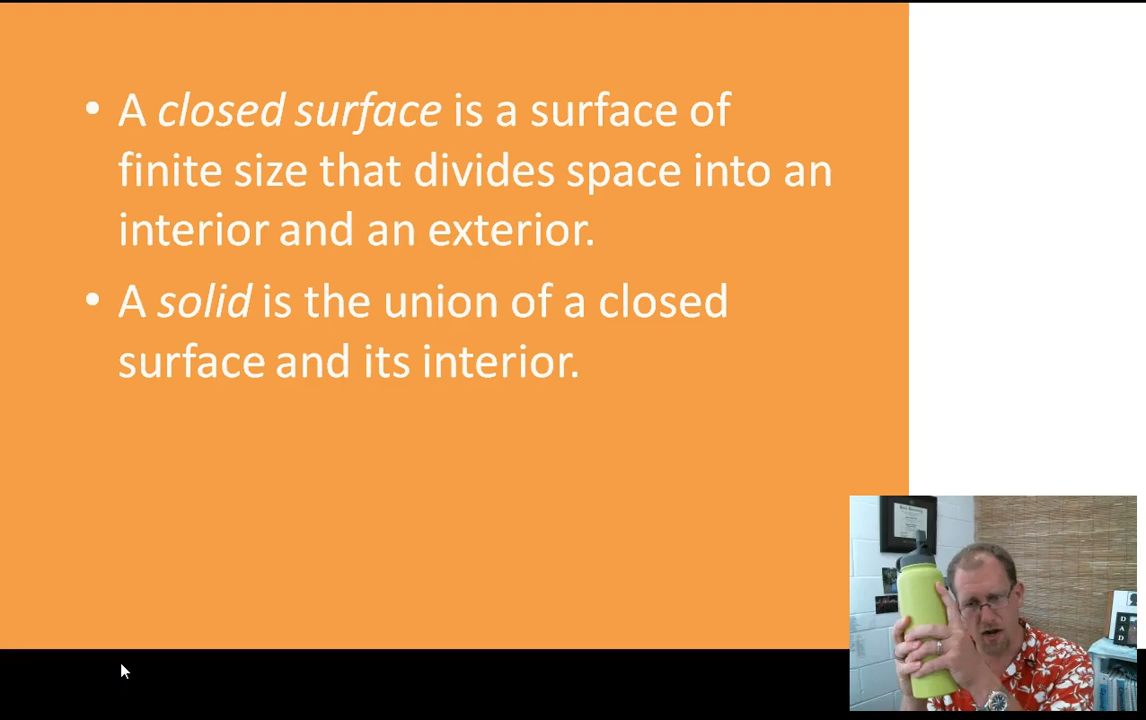 • A closed surface is a surface of
finite size that divides space into an
interior and an exterior.
• A solid is the union of a closed
surface and its interior.
DAD